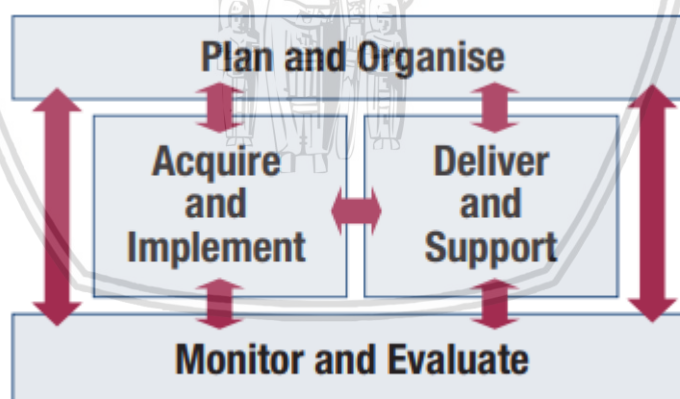 Plan and Organise
Acquire
and
Implement
Deliver
and
Support
Monitor and Evaluate